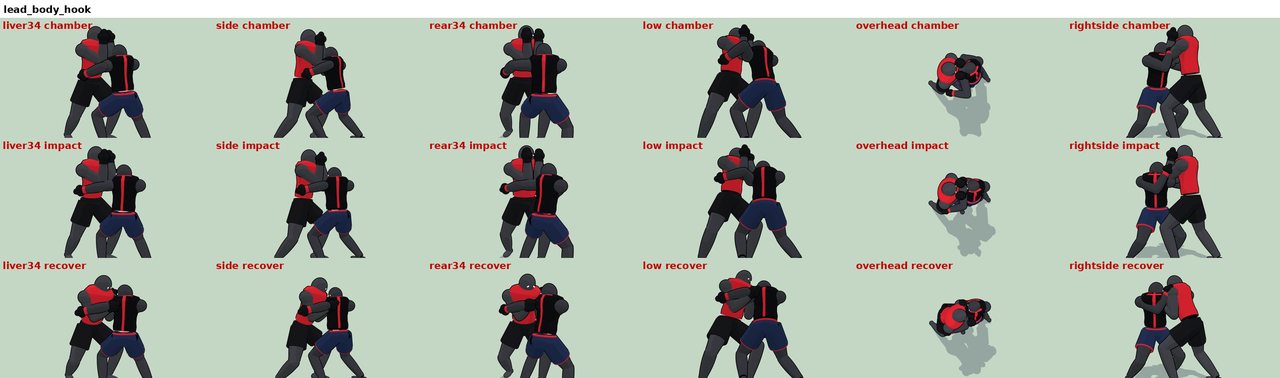 lead_body_hook
liver34 chamber side chamber rear34 chamber low chamber overhead chamber rightside chamber
liver34 impact side impact rear34 impact low impact overhead impact rightside impact
liver34 recover side recover rear34 recover low recover overhead recover rightside recover